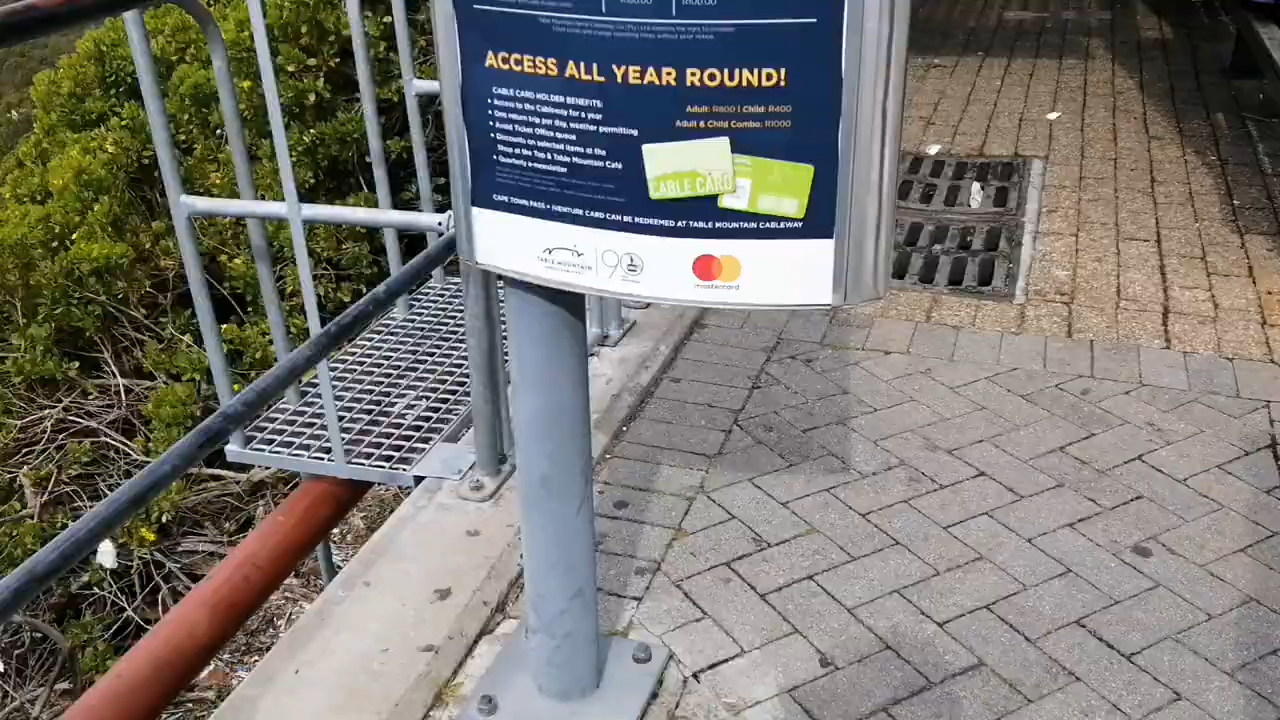 R100.00
ACCESS ALL YEAR ROUND!
CABLE CARD HOLDER BENEFITS:
• Access to the Cableway for a year
• One return trip per day, weather permitting
• Avoid Ticket Office queue
• Discounts on selected items at the
Shop at the Top & Table Mountain Café
• Quarterly e-newsletter
Adult: R800 | Child: R400
Adult & Child Combo: R1000
CABLE CARD
CAPE TOWN PASS + IVENTURE CARD CAN BE REDEEMED AT TABLE MOUNTAIN CABLEWAY
TABLE MOUNTAIN
90
mastercard